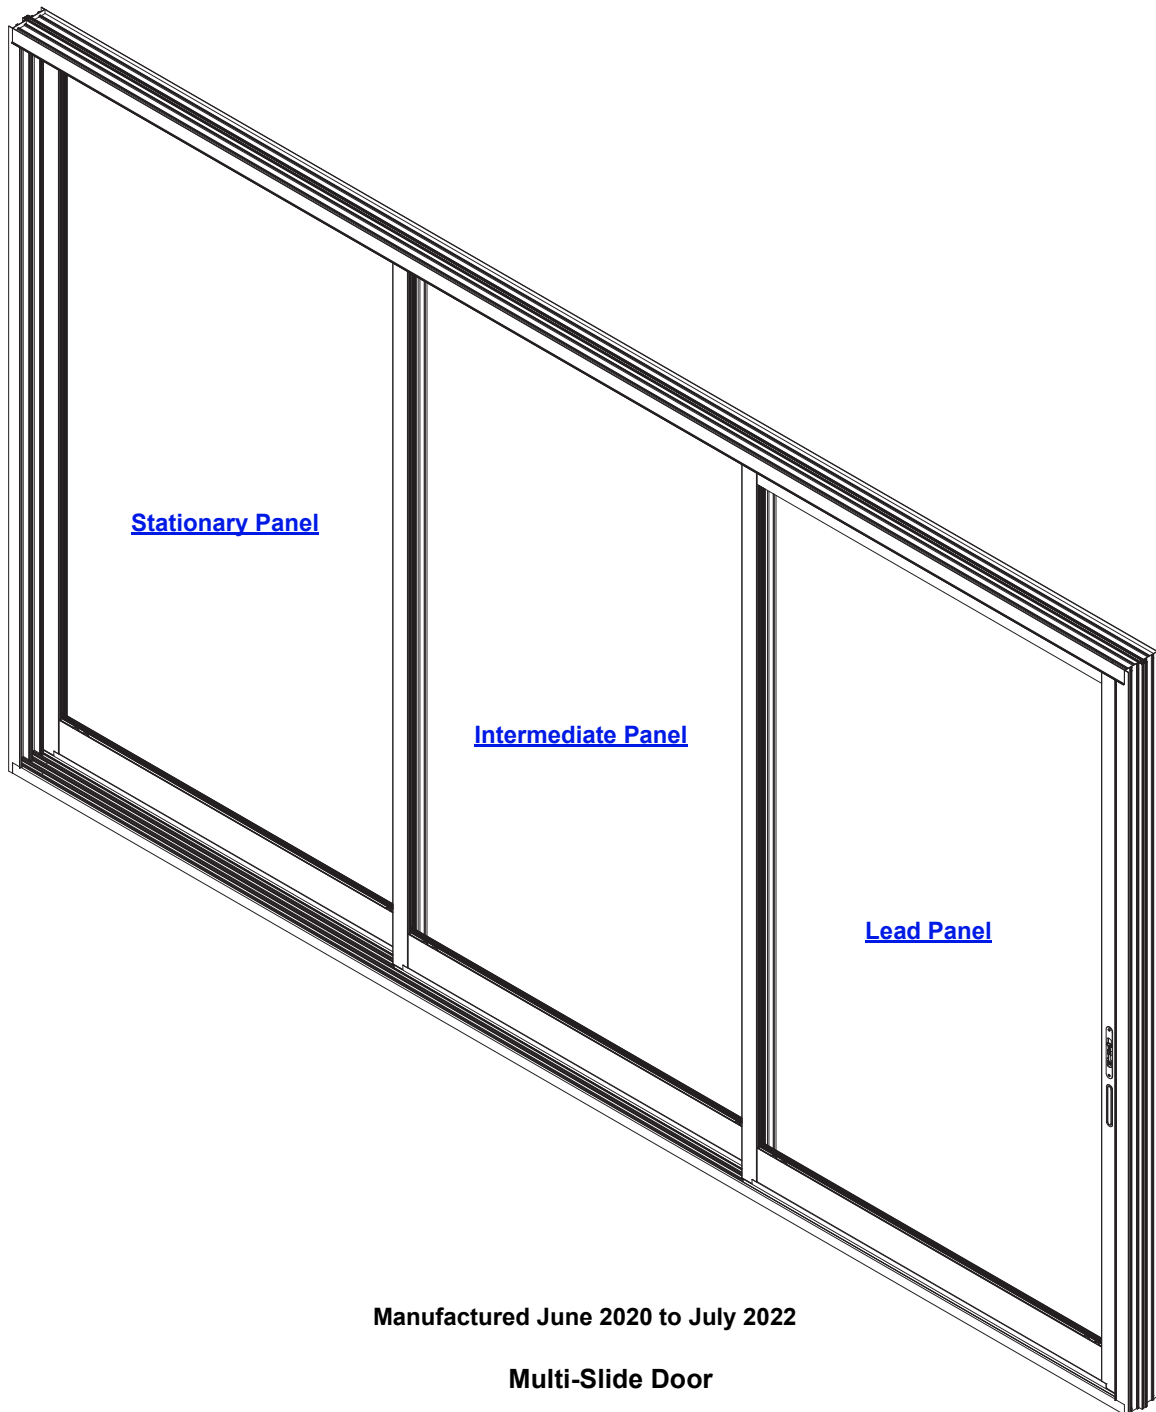 Stationary Panel
Intermediate Panel
Lead Panel
Manufactured June 2020 to July 2022
Multi-Slide Door